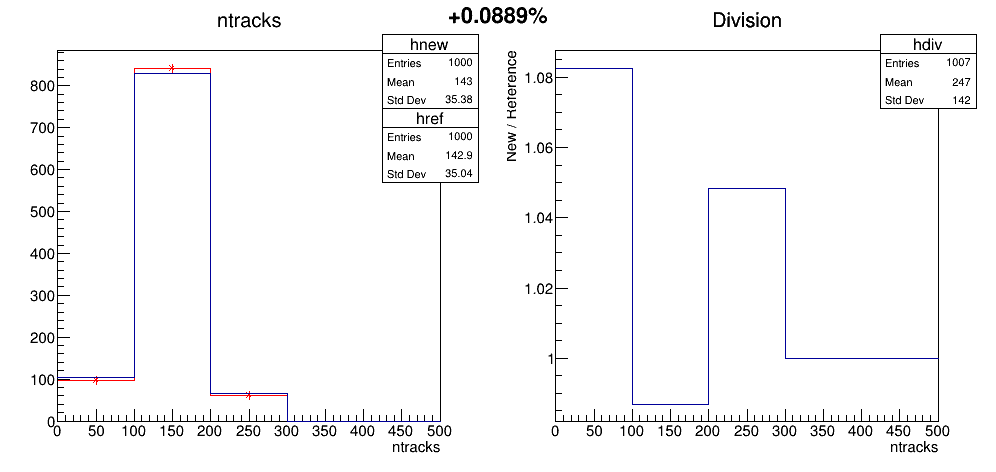 +0.0889%
ntracks
hnew
Entries 1000
Mean 143
Std Dev 35.38
href
Entries 1000
Mean 142.9
Std Dev 35.04
800
700
600
500
400
300
200
100
0
0 50 100 150 200 250 300 350 400 450 500
ntracks
Division
hdiv
Entries 1007
Mean 247
Std Dev 142
New / Reference
1.08
1.06
1.04
1.02
1
0 50 100 150 200 250 300 350 400 450 500
ntracks